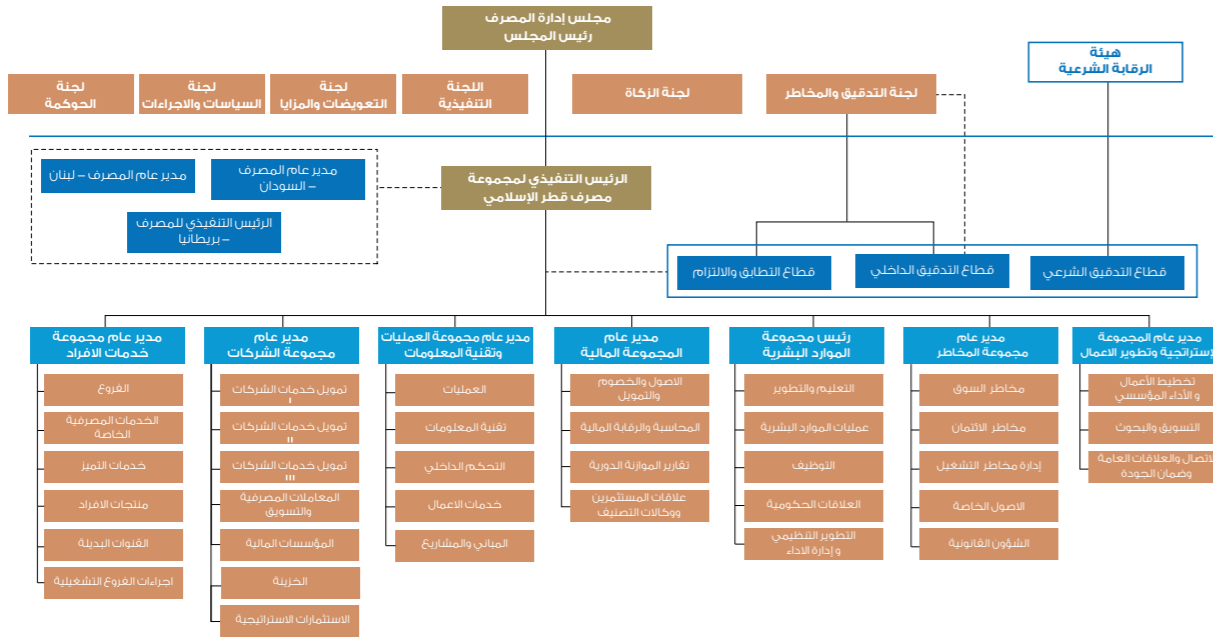 مجلس إدارة المصرف
رئيس المجلس
هيئة
الرقابة الشرعية
لجنة التدقيق والمخاطر
لجنة الزكاة
اللجنة
التنفيذية
لجنة
التعويضات والمزايا
لجنة
السياسات والاجراءات
لجنة
الحوكمة
الرئيس التنفيذي لمجموعة
مصرف قطر الإسلامي
مدير عام المصرف
– السودان
مدير عام المصرف – لبنان
الرئيس التنفيذي للمصرف
– بريطانيا
قطاع التدقيق الشرعي
قطاع التدقيق الداخلي
قطاع التطابق والالتزام
مدير عام المجموعة
الإستراتجية وتطوير الاعمال
تخطيط الأعمال
و الأداء المؤسسي
التسويق والبحوث
لاتصال والعلاقات العامة
وضمان الجودة
مدير عام
مجموعة المخاطر
مخاطر السوق
مخاطر الائتمان
إدارة مخاطر التشغيل
الاصول الخاصة
الشؤون القانونية
رئيس مجموعة
الموارد البشرية
التعليم والتطوير
عمليات الموارد البشرية
التوظيف
العلاقات الحكومية
التطوير التنظيمي
و إدارة الاداء
مدير عام
المجموعة المالية
الاصول والخصوم
والتمويل
المحاسبة والرقابة المالية
تقارير الموازنة الدورية
علاقات المستثمرين
ووكالات التصنيف
مدير عام مجموعة العمليات
وتقنية المعلومات
العمليات
تقنية المعلومات
التحكم الداخلي
خدمات الاعمال
المباني والمشاريع
مدير عام
مجموعة الشركات
تمويل خدمات الشركات
I
تمويل خدمات الشركات
II
تمويل خدمات الشركات
III
المعاملات المصرفية
والتسويق
المؤسسات المالية
الخزينة
الاستثمارات الاستراتيجية
مدير عام مجموعة
خدمات الافراد
الفروع
الخدمات المصرفية
الخاصة
خدمات التميز
منتجات الافراد
القنوات البديلة
اجراءات الفروع التشغيلية